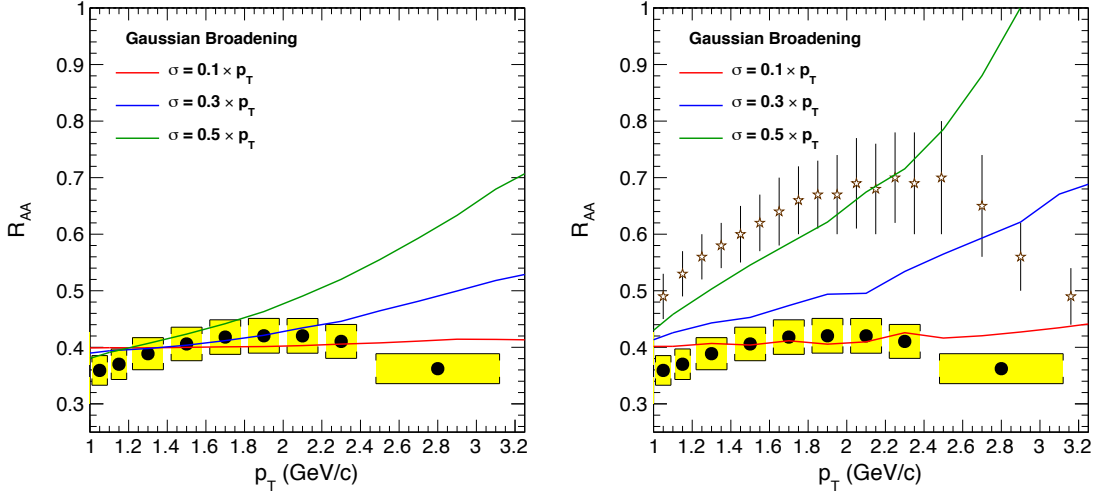 Gaussian Broadening
σ = 0.1 × p_T
σ = 0.3 × p_T
σ = 0.5 × p_T
R_AA
1
0.9
0.8
0.7
0.6
0.5
0.4
0.3
1 1.2 1.4 1.6 1.8 2 2.2 2.4 2.6 2.8 3 3.2
p_T (GeV/c)
Gaussian Broadening
σ = 0.1 × p_T
σ = 0.3 × p_T
σ = 0.5 × p_T
R_AA
1
0.9
0.8
0.7
0.6
0.5
0.4
0.3
1 1.2 1.4 1.6 1.8 2 2.2 2.4 2.6 2.8 3 3.2
p_T (GeV/c)